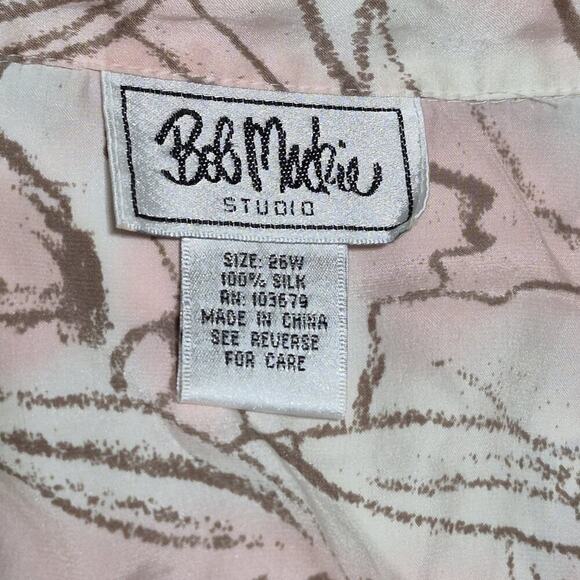 Bob Mackie
STUDIO
SIZE: 26W
100% SILK
RN: 103679
MADE IN CHINA
SEE REVERSE
FOR CARE